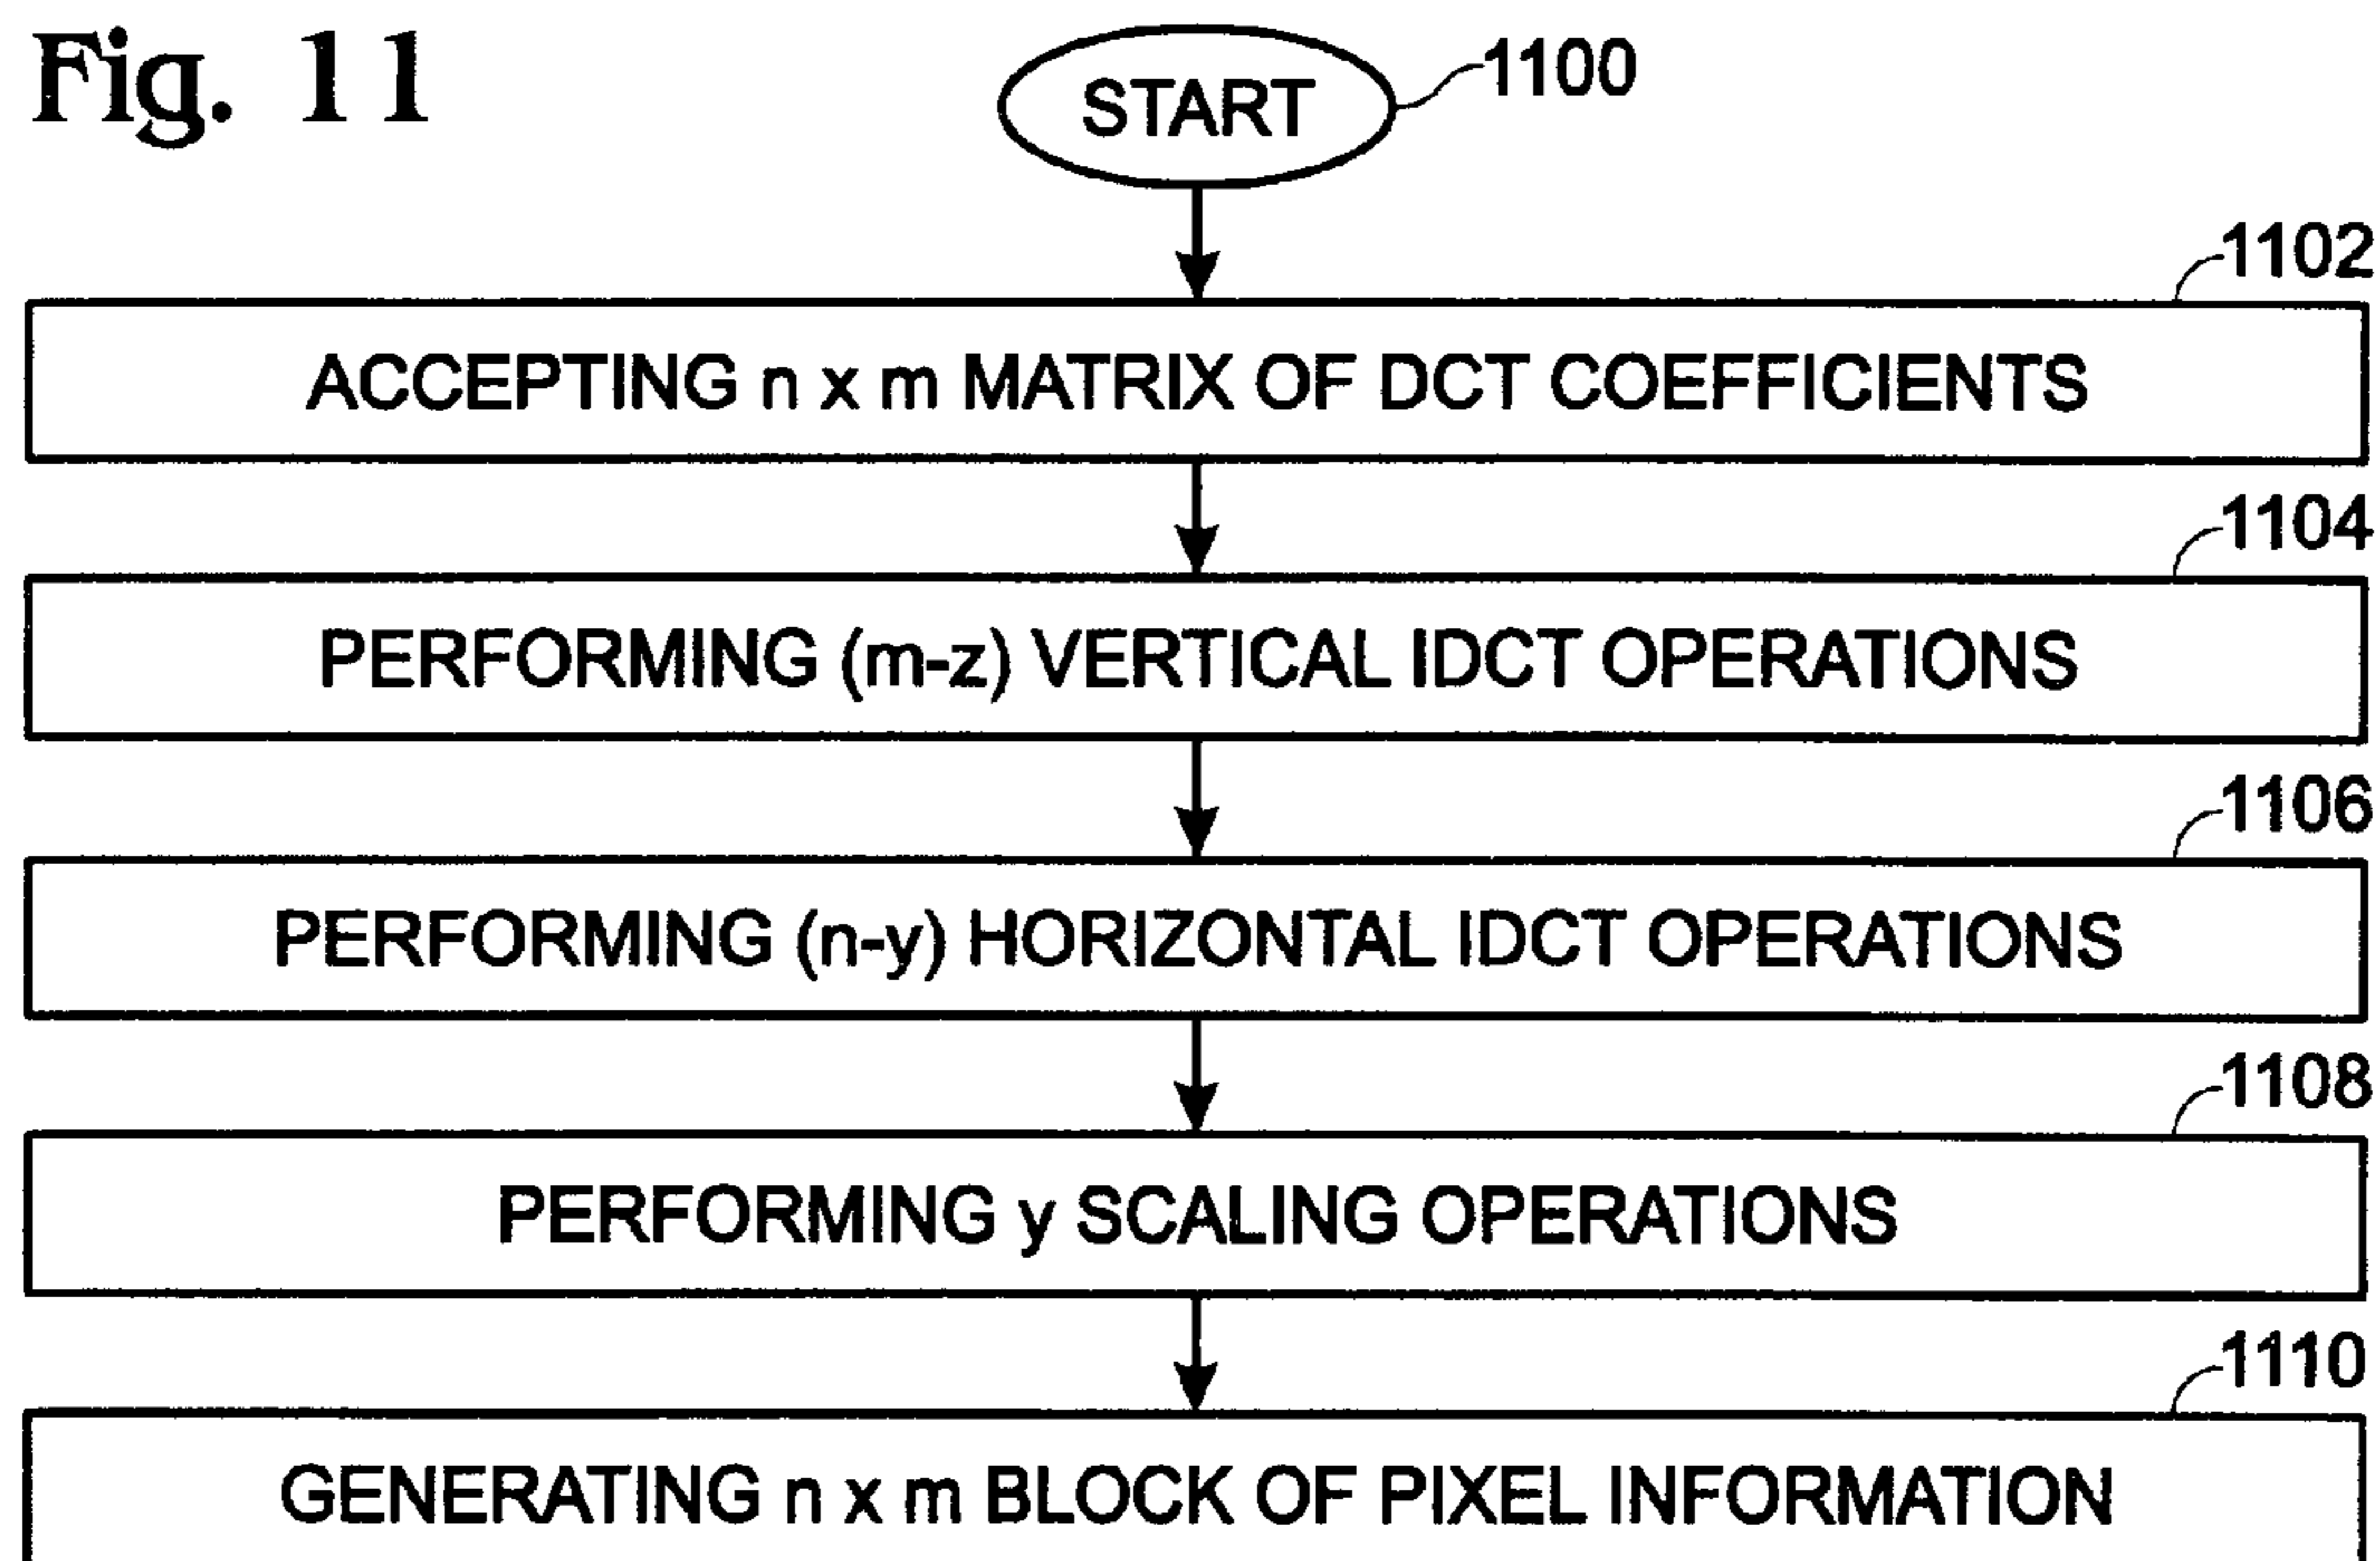 Fig. 11
START
1100
1102
ACCEPTING n x m MATRIX OF DCT COEFFICIENTS
1104
PERFORMING (m-z) VERTICAL IDCT OPERATIONS
1106
PERFORMING (n-y) HORIZONTAL IDCT OPERATIONS
1108
PERFORMING y SCALING OPERATIONS
1110
GENERATING n x m BLOCK OF PIXEL INFORMATION